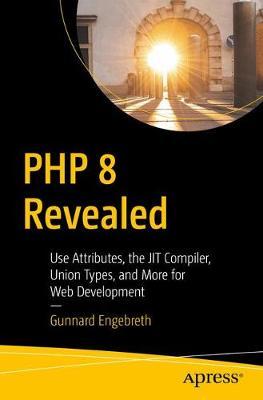 PHP 8
Revealed
Use Attributes, the JIT Compiler,
Union Types, and More for
Web Development
Gunnard Engebreth
Apress®